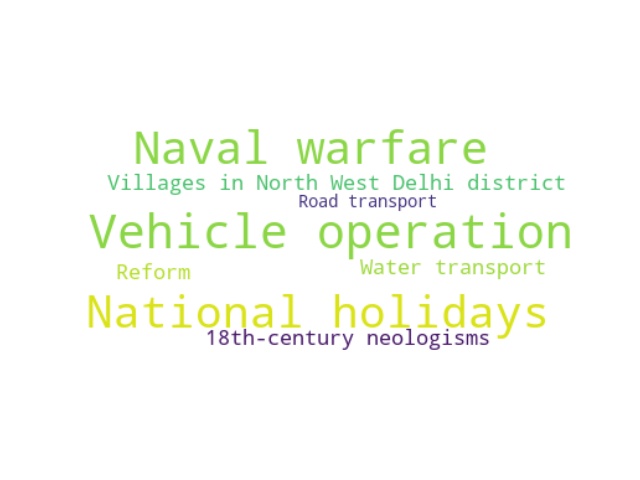 Naval warfare
Villages in North West Delhi district
Road transport
Vehicle operation
Reform
Water transport
National holidays
18th-century neologisms